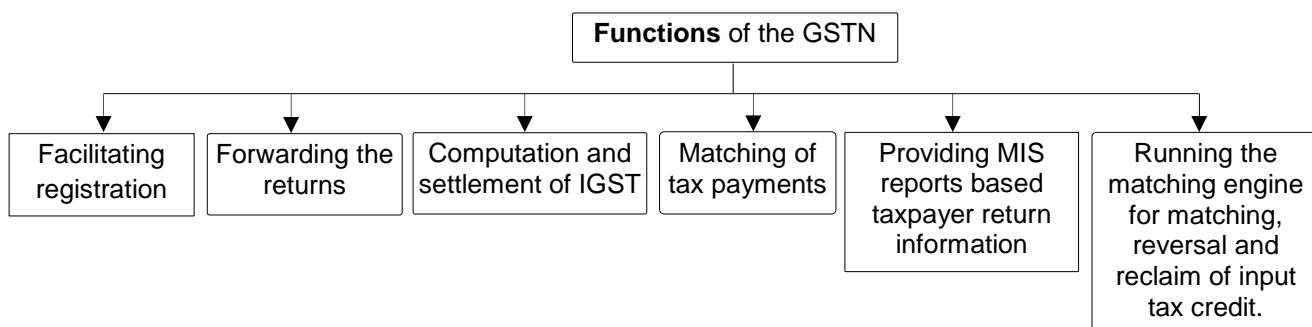 Functions of the GSTN
Facilitating
registration
Forwarding the
returns
Computation and
settlement of IGST
Matching of
tax payments
Providing MIS
reports based
taxpayer return
information
Running the
matching engine
for matching,
reversal and
reclaim of input
tax credit.